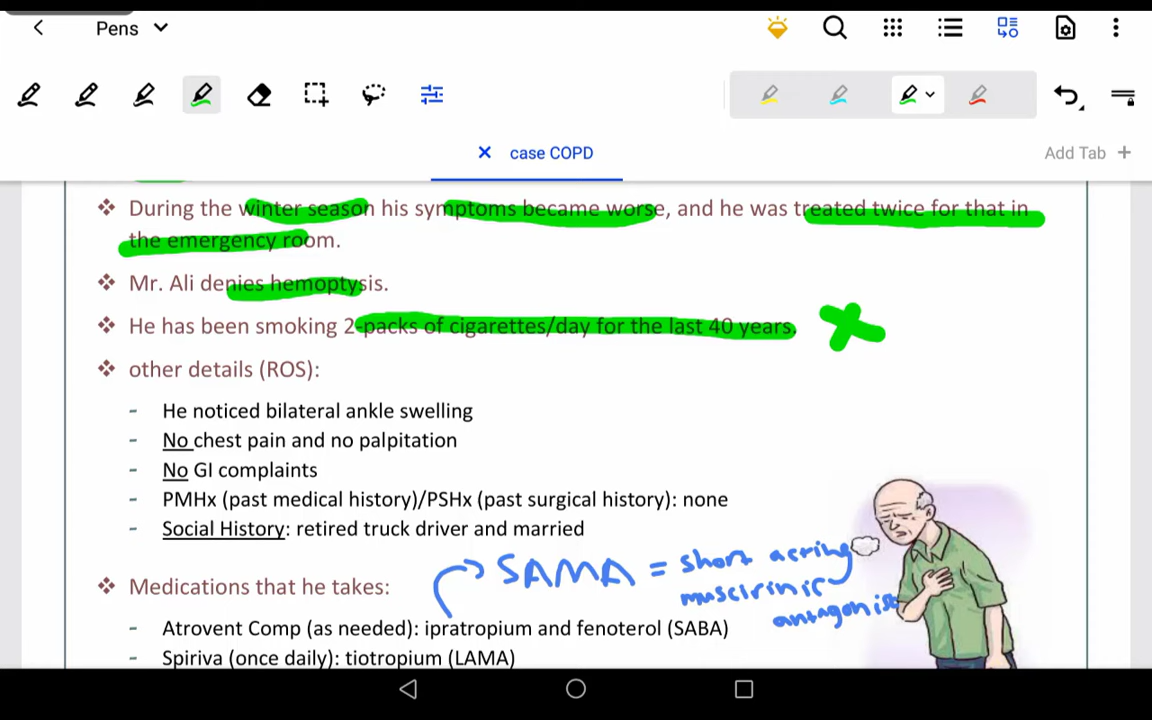 Pens
case COPD
Add Tab
During the winter season his symptoms became worse, and he was treated twice for that in
the emergency room.
Mr. Ali denies hemoptysis.
He has been smoking 2-packs of cigarettes/day for the last 40 years.
other details (ROS):
- He noticed bilateral ankle swelling
- No chest pain and no palpitation
- No GI complaints
- PMHx (past medical history)/PSHx (past surgical history): none
- Social History: retired truck driver and married
SAMA = short acting
muscirinic
antagonist
Medications that he takes:
- Atrovent Comp (as needed): ipratropium and fenoterol (SABA)
- Spiriva (once daily): tiotropium (LAMA)